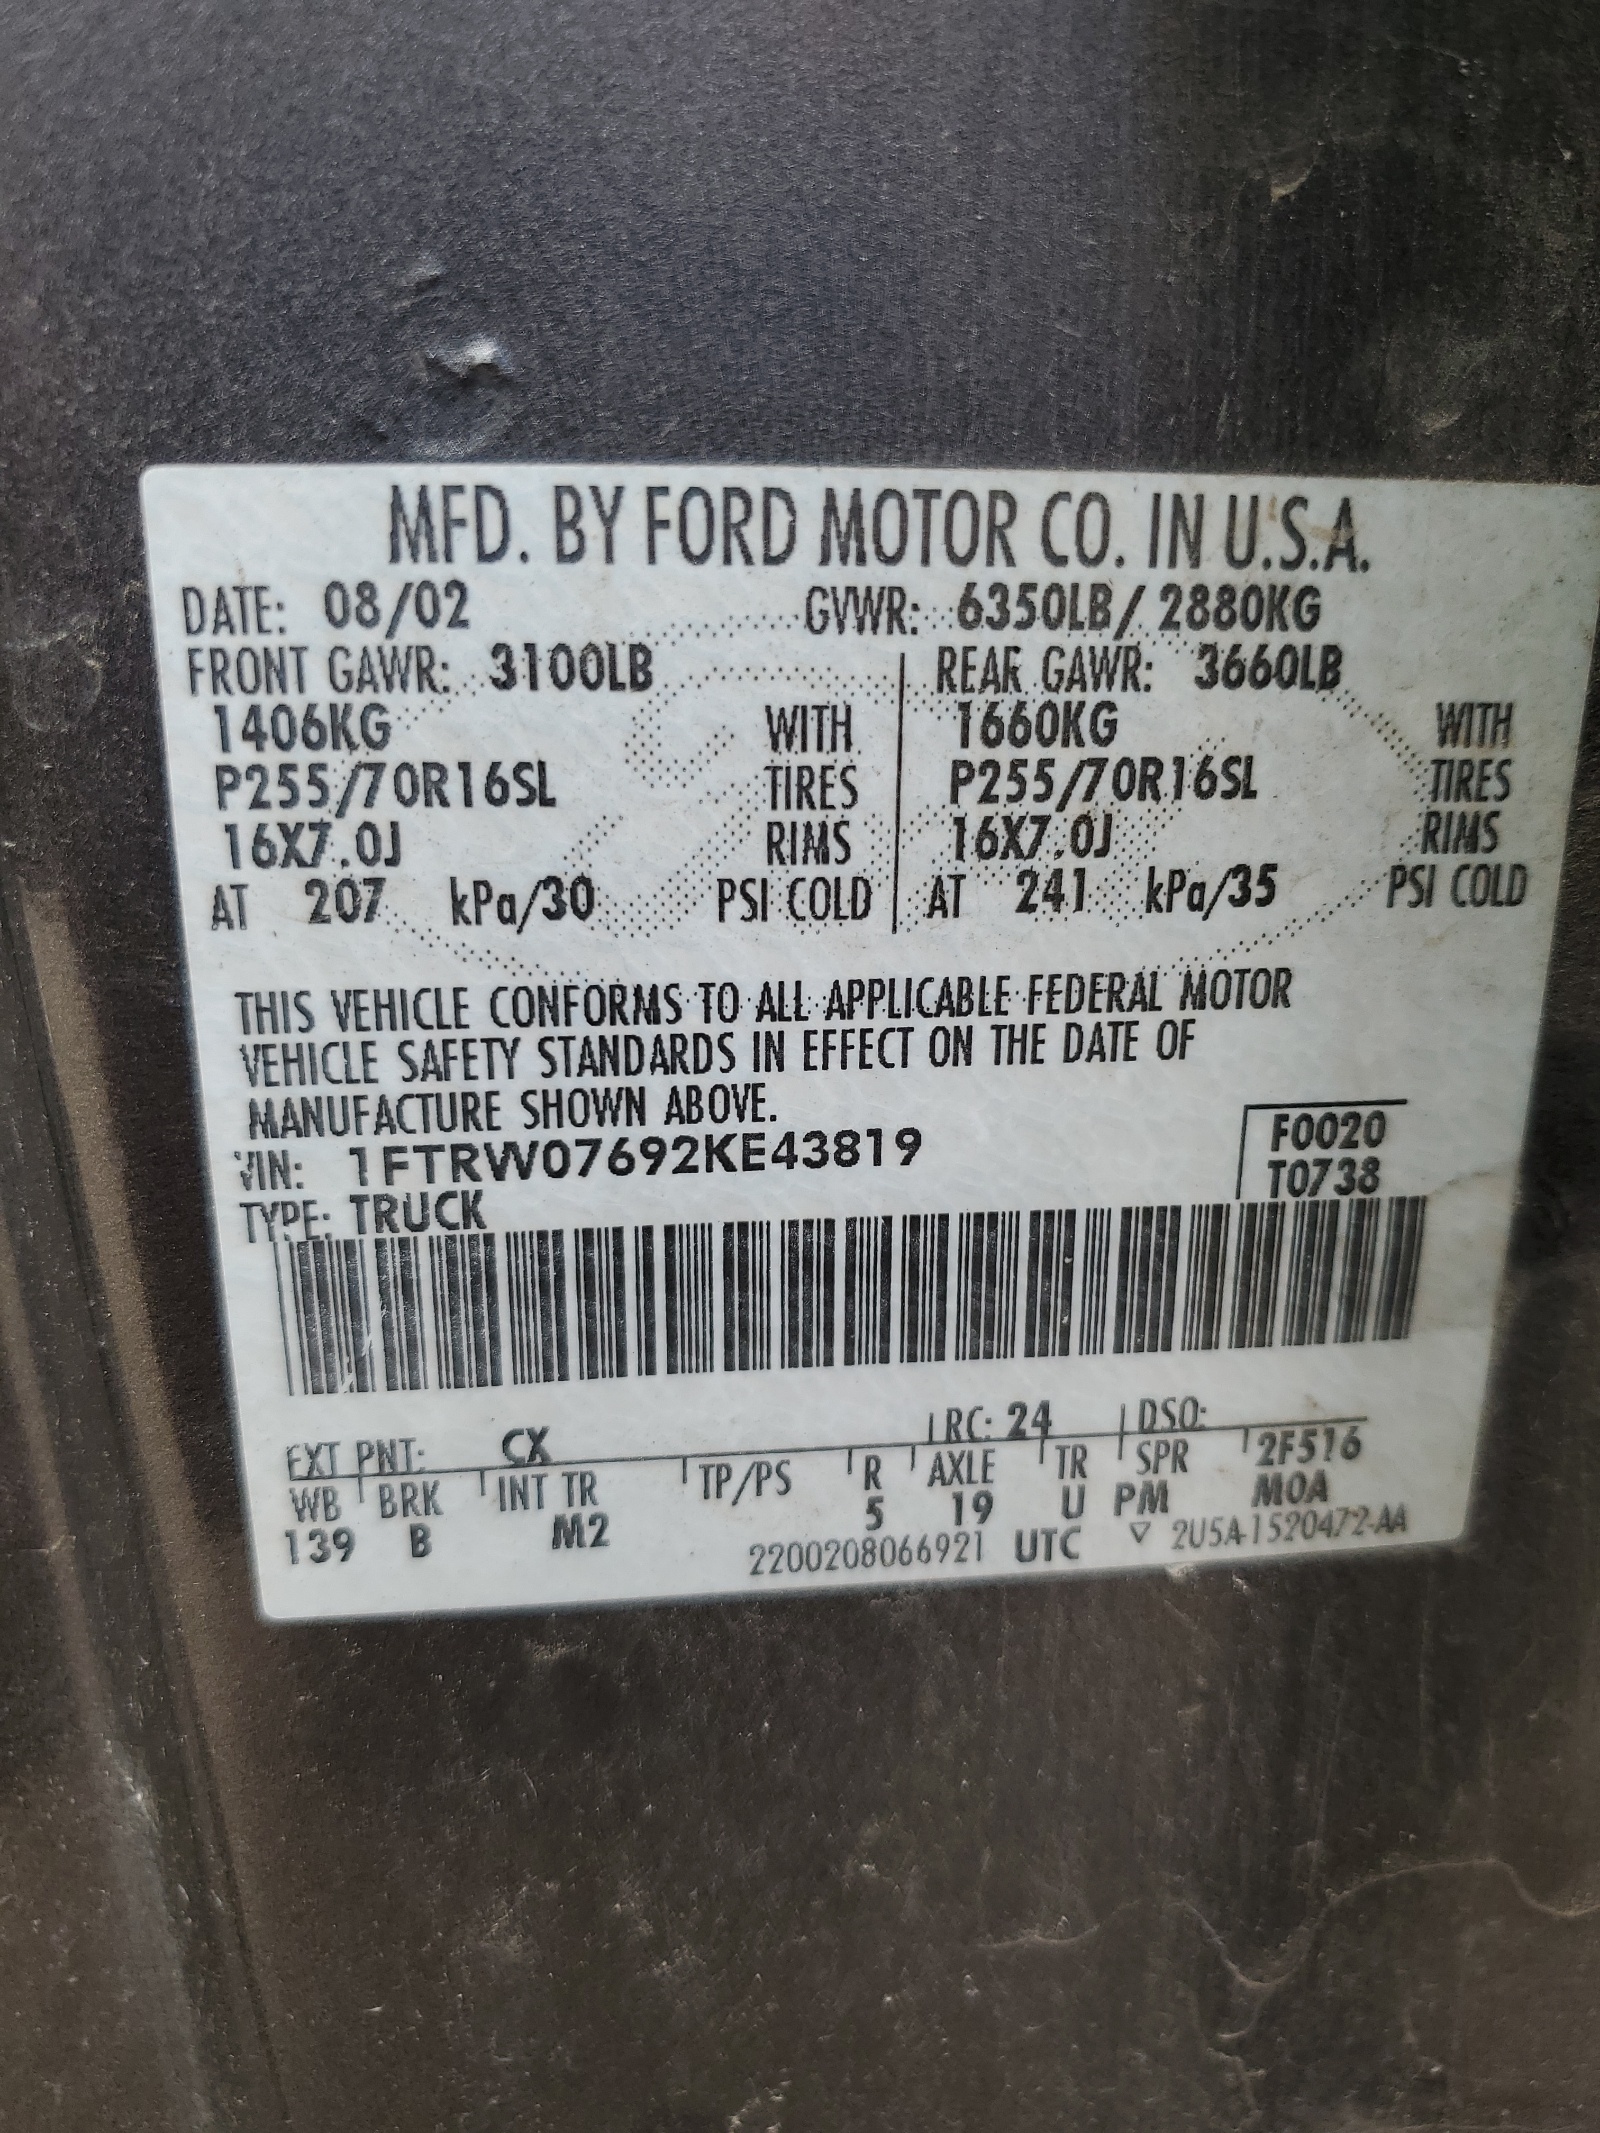 MFD. BY FORD MOTOR CO. IN U.S.A.
DATE: 08/02 GVWR: 6350LB/ 2880KG
FRONT GAWR: 3100LB REAR GAWR: 3660LB
1406KG WITH 1660KG WITH
P255/70R16SL TIRES P255/70R16SL TIRES
16X7.0J RIMS 16X7.0J RIMS
AT 207 kPa/30 PSI COLD AT 241 kPa/35 PSI COLD
THIS VEHICLE CONFORMS TO ALL APPLICABLE FEDERAL MOTOR
VEHICLE SAFETY STANDARDS IN EFFECT ON THE DATE OF
MANUFACTURE SHOWN ABOVE.
VIN: 1FTRW07692KE43819 F0020
TYPE: TRUCK T0738
EXT PNT: CX RC: 24 DSO:
WB BRK INT TR TP/PS R AXLE TR SPR 2F516
139 B M2 5 19 U PM M0A
2200208066921 UTC ▽ 2U5A-1520472-AA